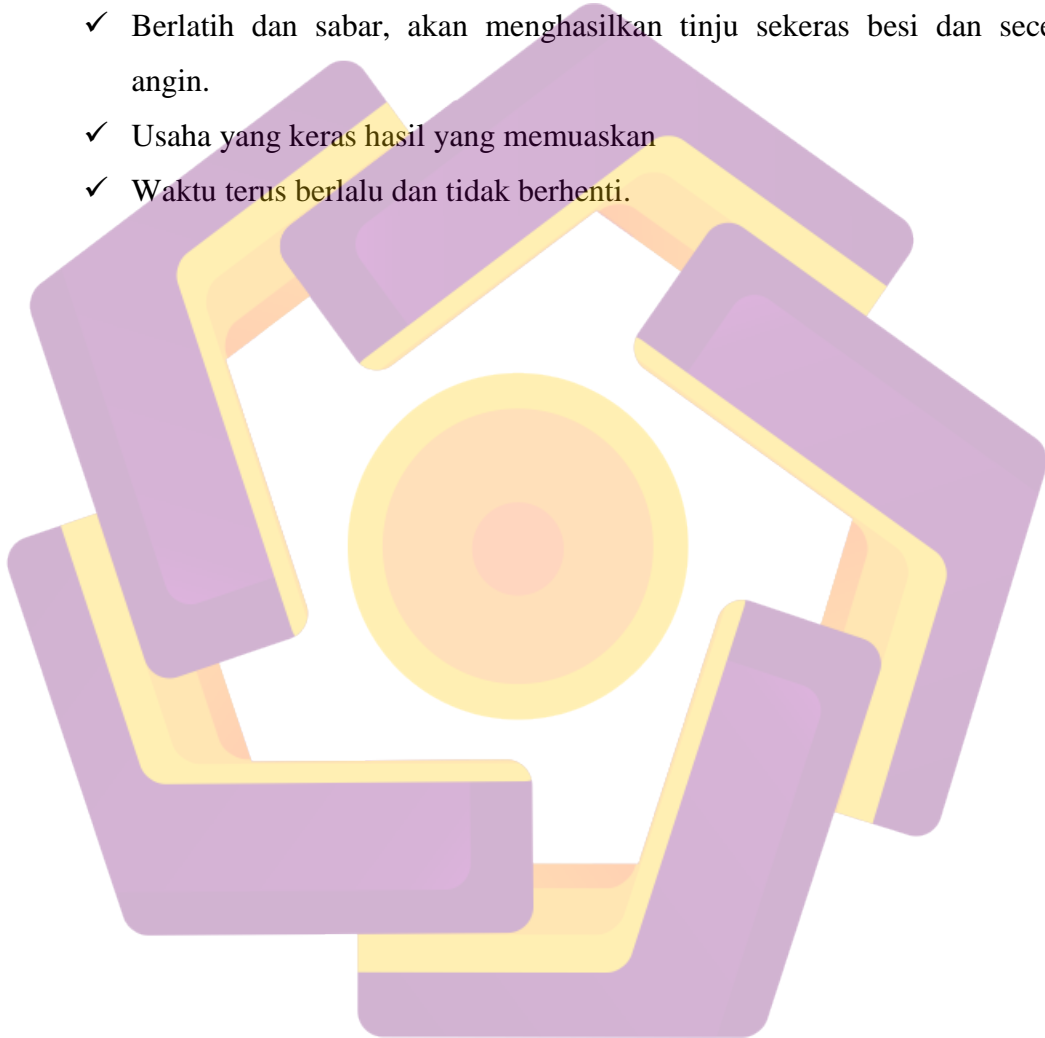 ✓ Berlatih dan sabar, akan menghasilkan tinju sekeras besi dan sece
angin.
✓ Usaha yang keras hasil yang memuaskan
✓ Waktu terus berlalu dan tidak berhenti.